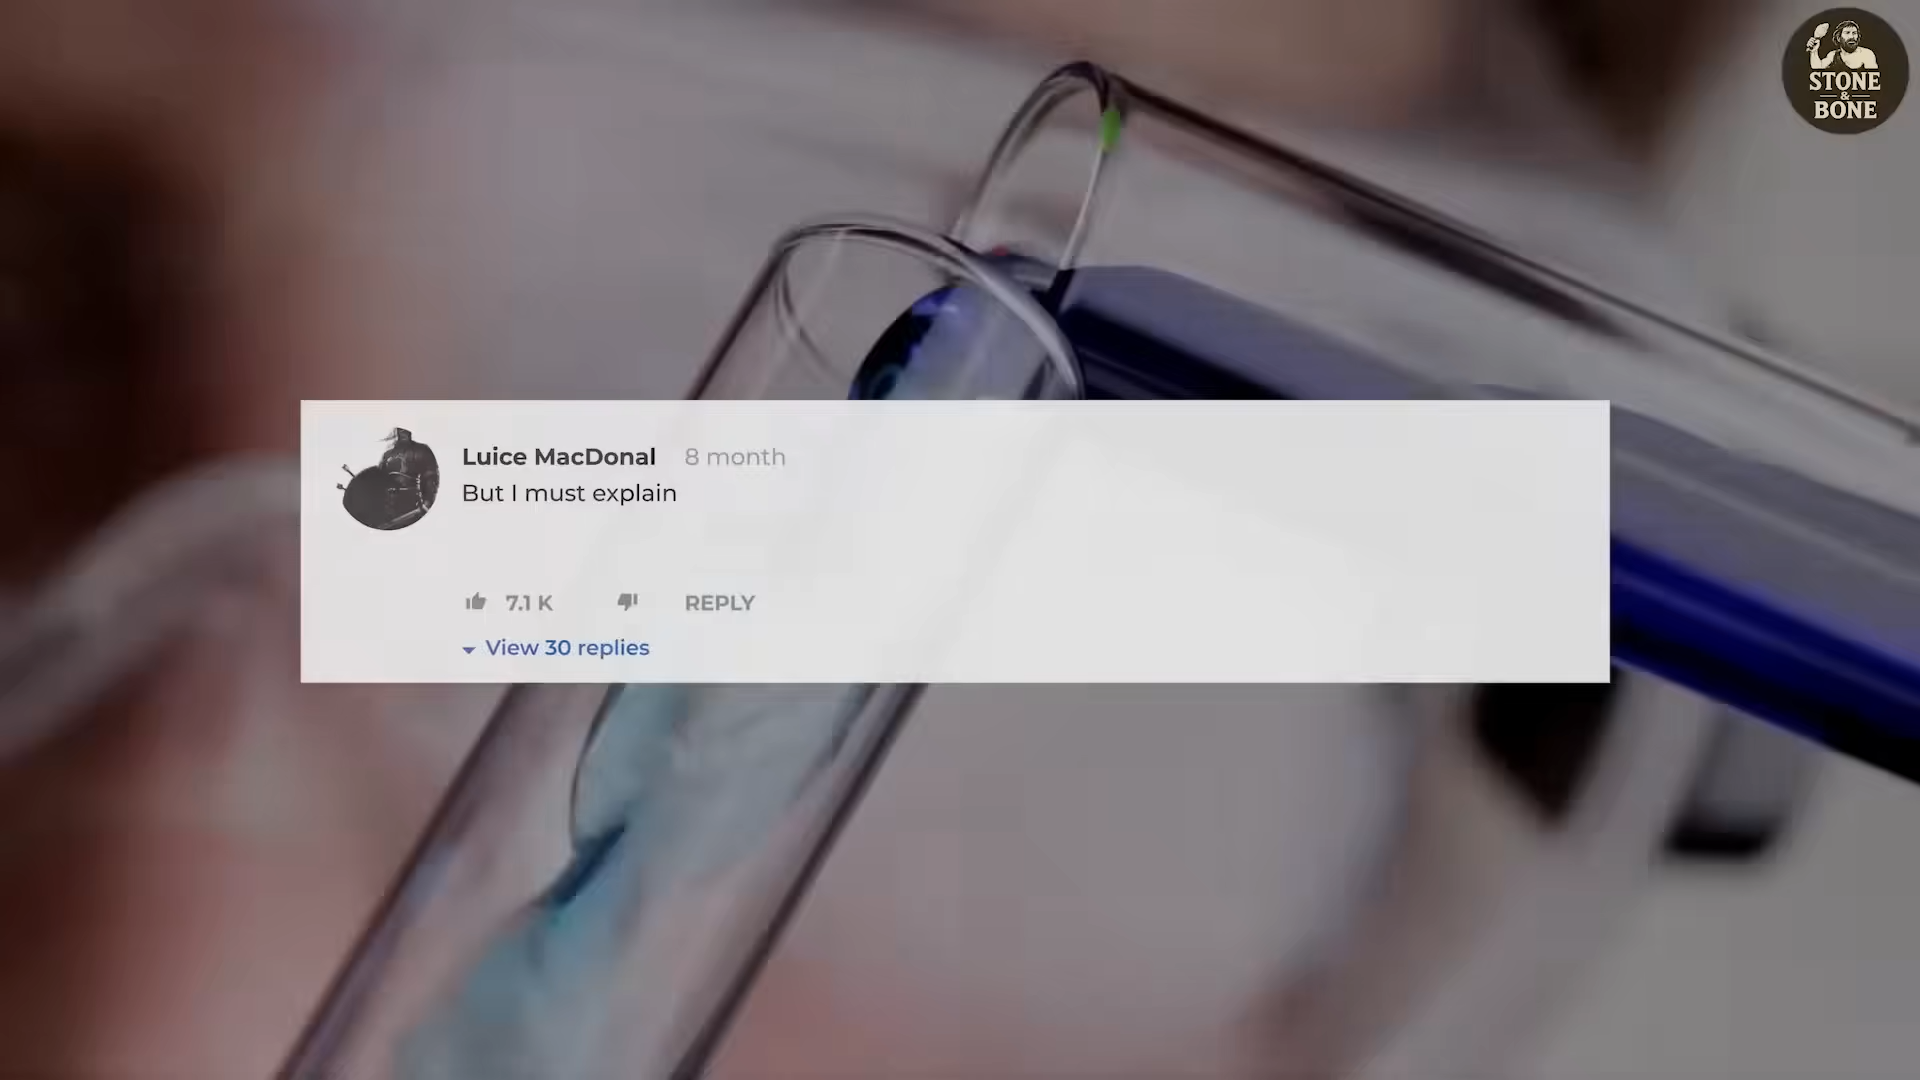 STONE
&
BONE
Luice MacDonal 8 month
But I must explain
7.1 K REPLY
View 30 replies